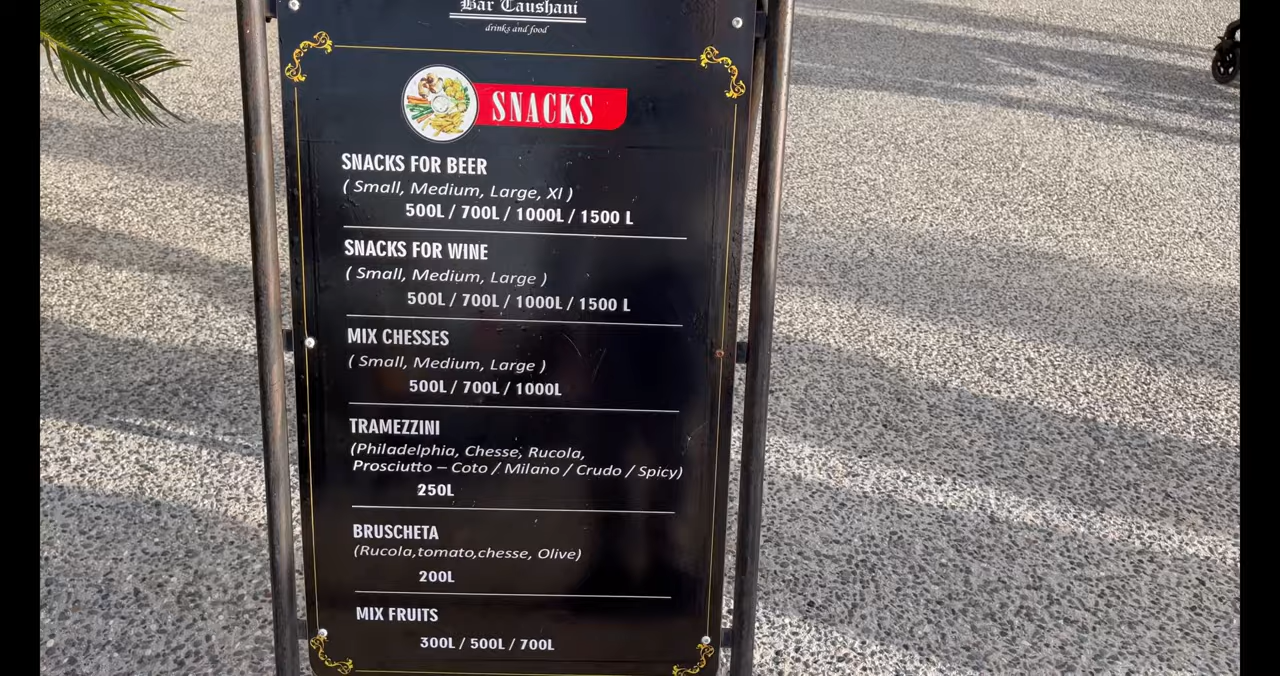 Bar Taushani
drinks and food
SNACKS
SNACKS FOR BEER
( Small, Medium, Large, Xl )
500L / 700L / 1000L / 1500 L
SNACKS FOR WINE
( Small, Medium, Large )
500L / 700L / 1000L / 1500 L
MIX CHESSES
( Small, Medium, Large )
500L / 700L / 1000L
TRAMEZZINI
(Philadelphia, Chesse, Rucola,
Prosciutto – Coto / Milano / Crudo / Spicy)
250L
BRUSCHETA
(Rucola,tomato,chesse, Olive)
200L
MIX FRUITS
300L / 500L / 700L